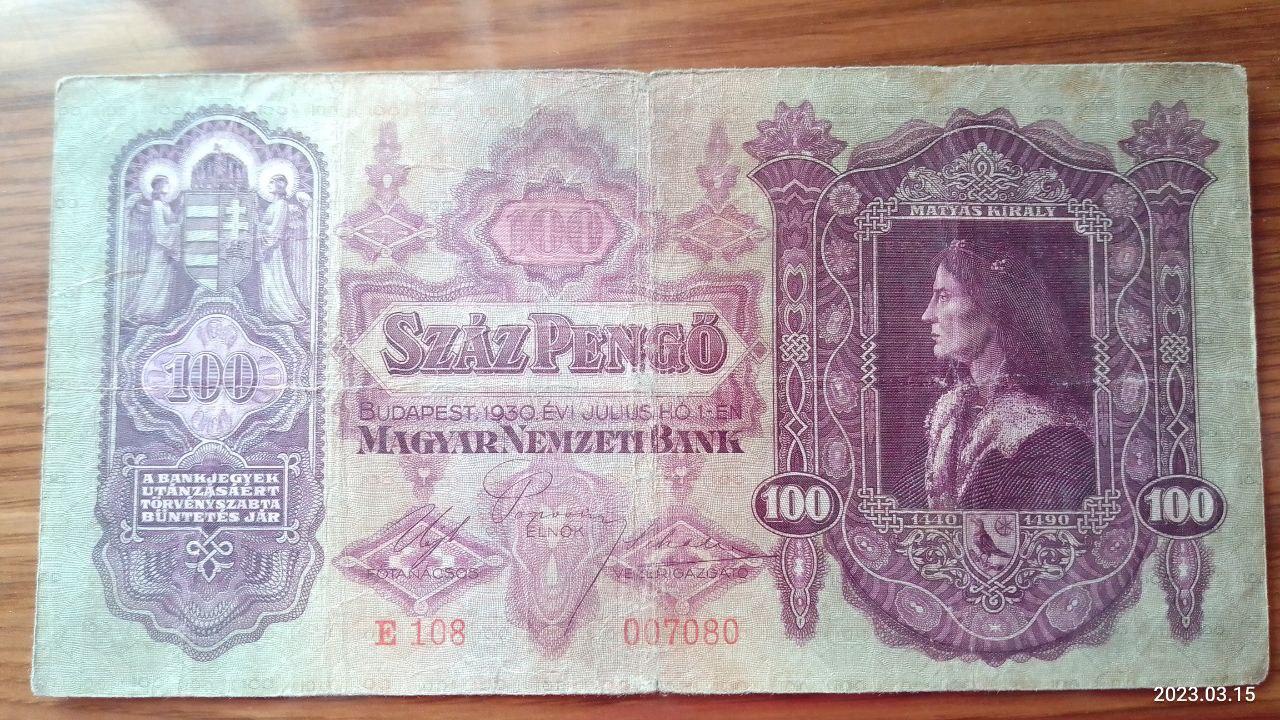 100
A BANKJEGYEK
UTÁNZÁSÁÉRT
TÖRVÉNYSZABTA
BÜNTETÉS JÁR
100
SZÁZ PENGŐ
BUDAPEST, 1930. ÉVI JULIUS HÓ 1.-ÉN
MAGYAR NEMZETI BANK
ELNÖK
FŐTANÁCSOS
VEZÉRIGAZGATÓ
E 108 007080
MÁTYÁS KIRÁLY
100 100
1440 1490
2023.03.15